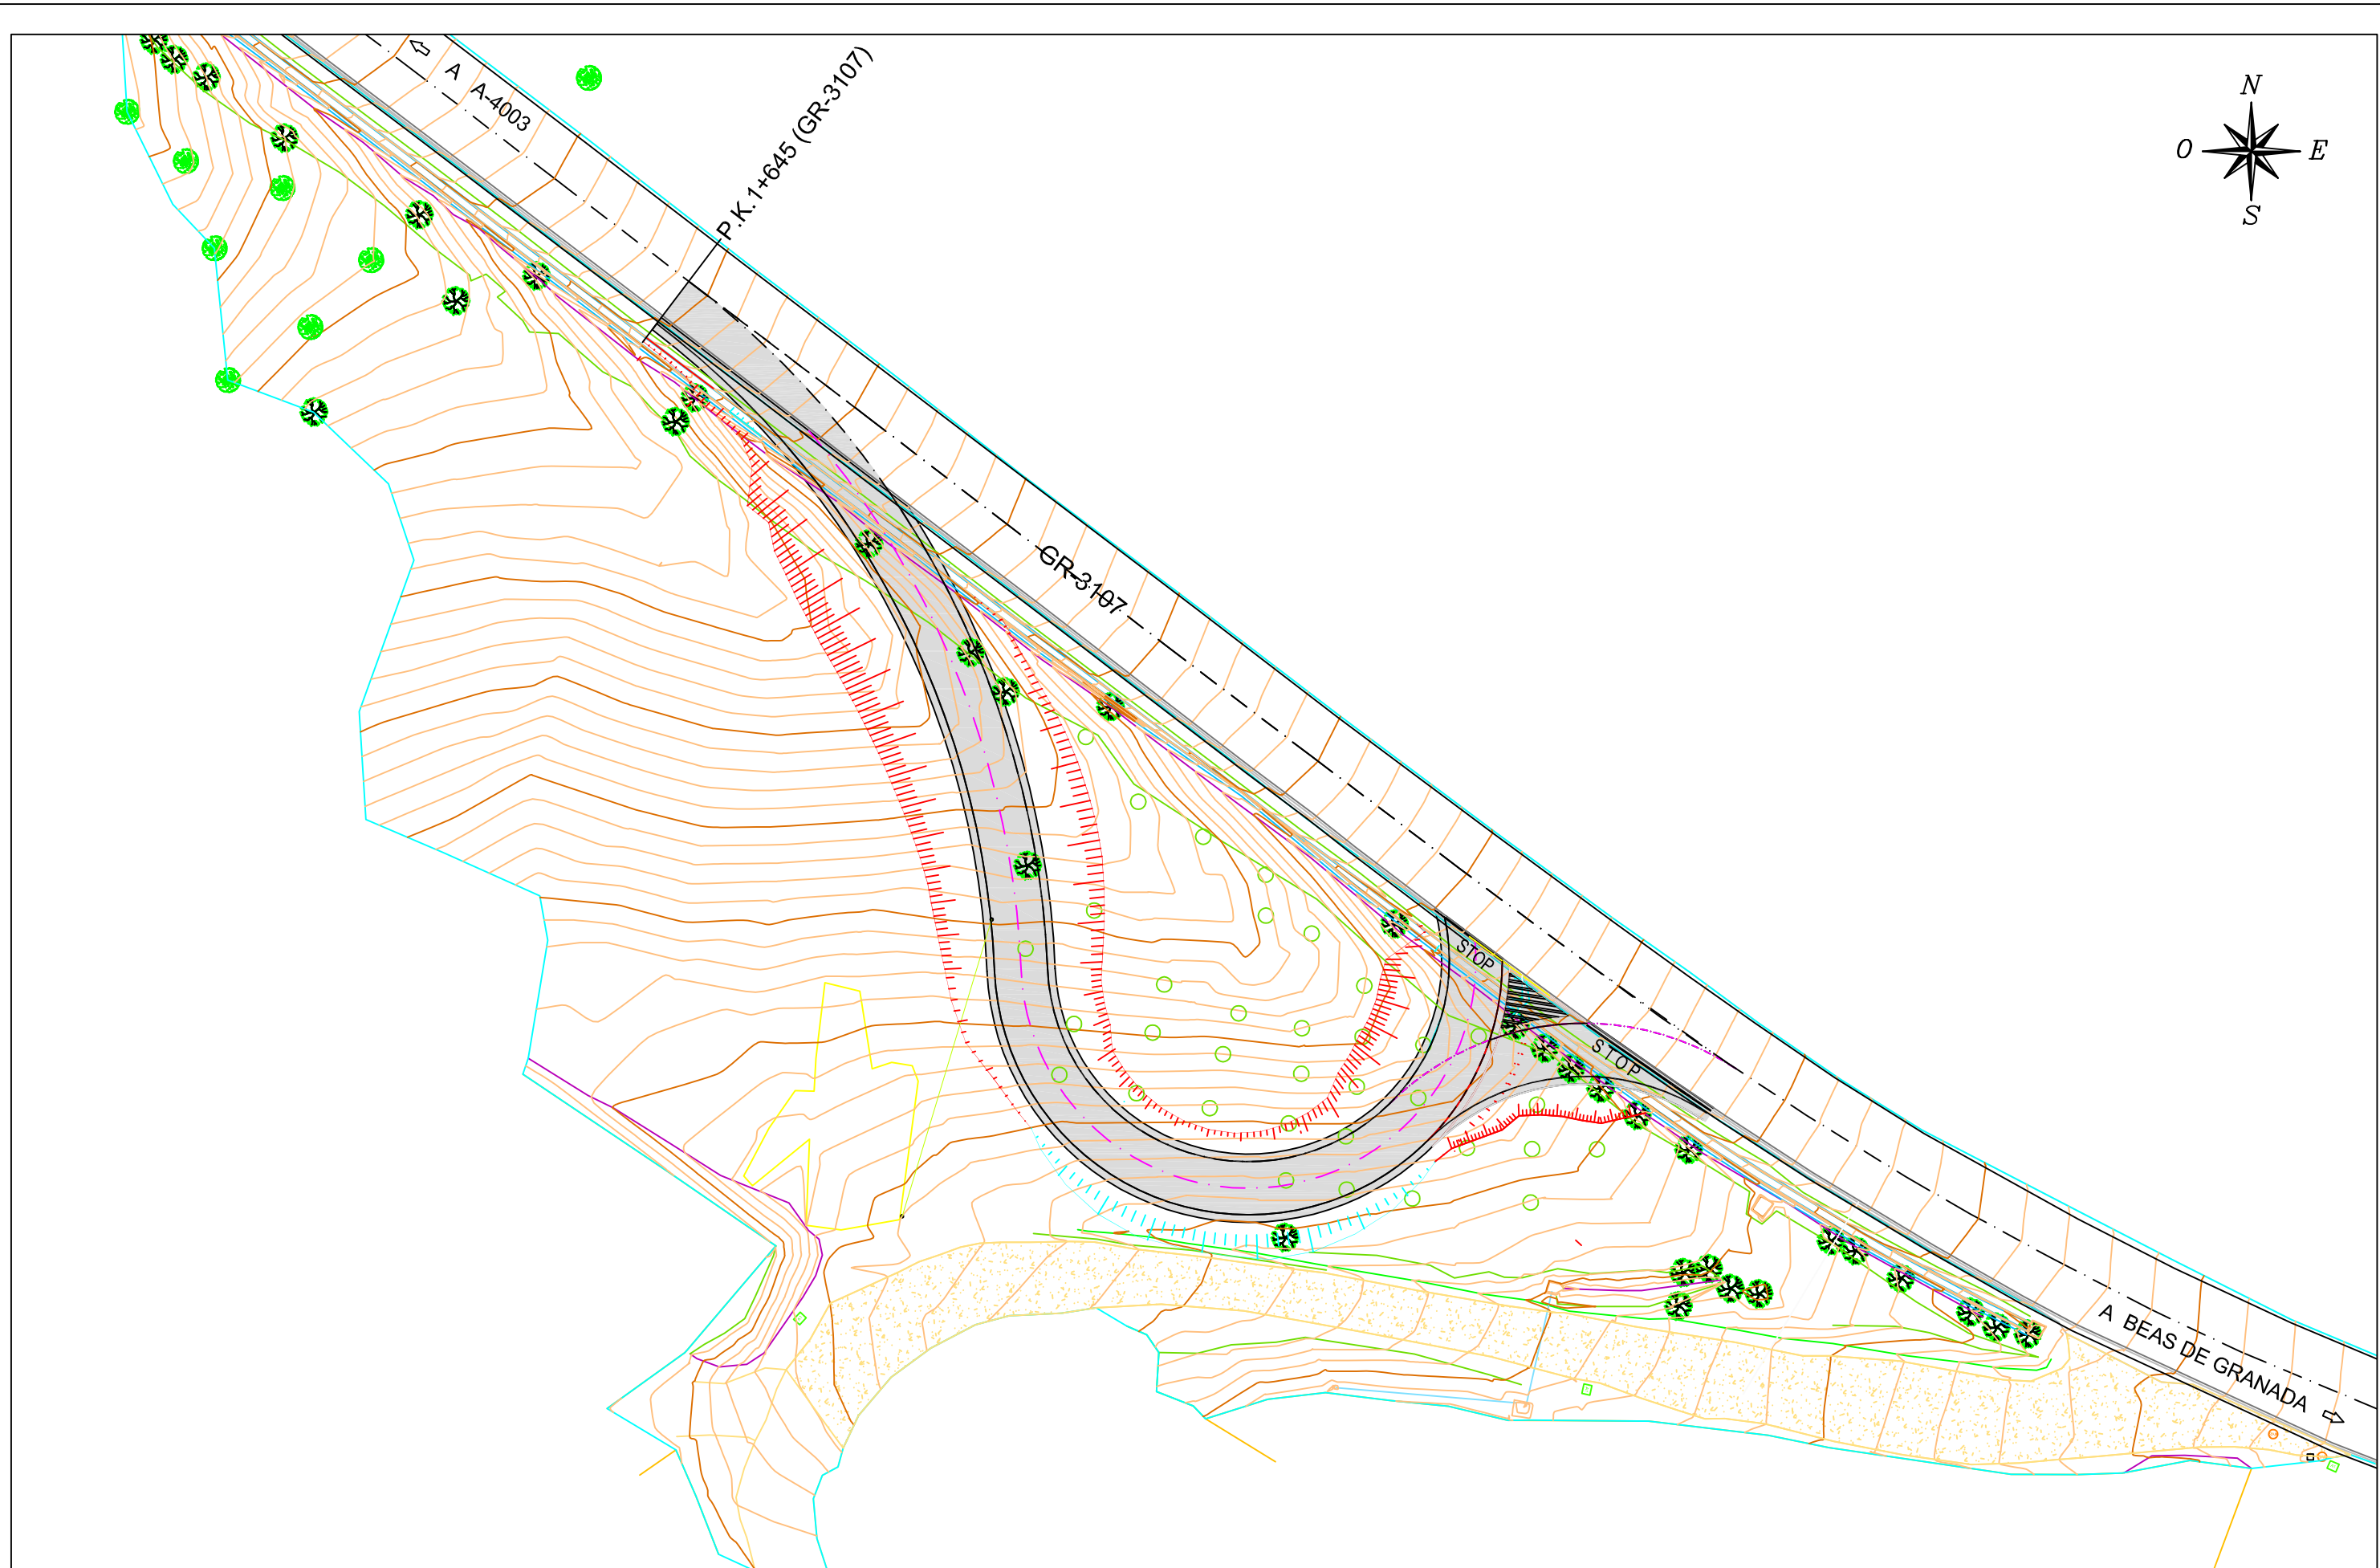 A A-4003
P.K.1+645 (GR-3107)
N
O E
S
GR-3107
STOP
STOP
A BEAS DE GRANADA